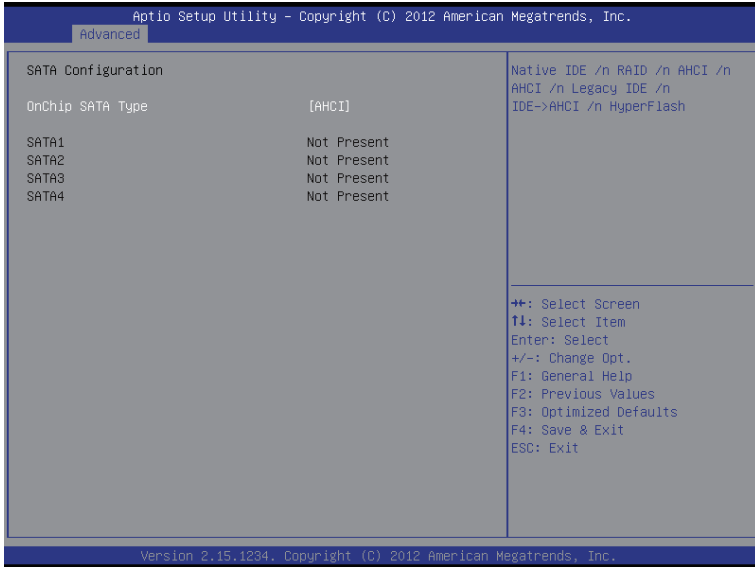 Aptio Setup Utility – Copyright (C) 2012 American Megatrends, Inc.
Advanced
SATA Configuration
OnChip SATA Type [AHCI]
SATA1 Not Present
SATA2 Not Present
SATA3 Not Present
SATA4 Not Present
Native IDE /n RAID /n AHCI /n
AHCI /n Legacy IDE /n
IDE->AHCI /n HyperFlash
→←: Select Screen
↑↓: Select Item
Enter: Select
+/-: Change Opt.
F1: General Help
F2: Previous Values
F3: Optimized Defaults
F4: Save & Exit
ESC: Exit
Version 2.15.1234. Copyright (C) 2012 American Megatrends, Inc.